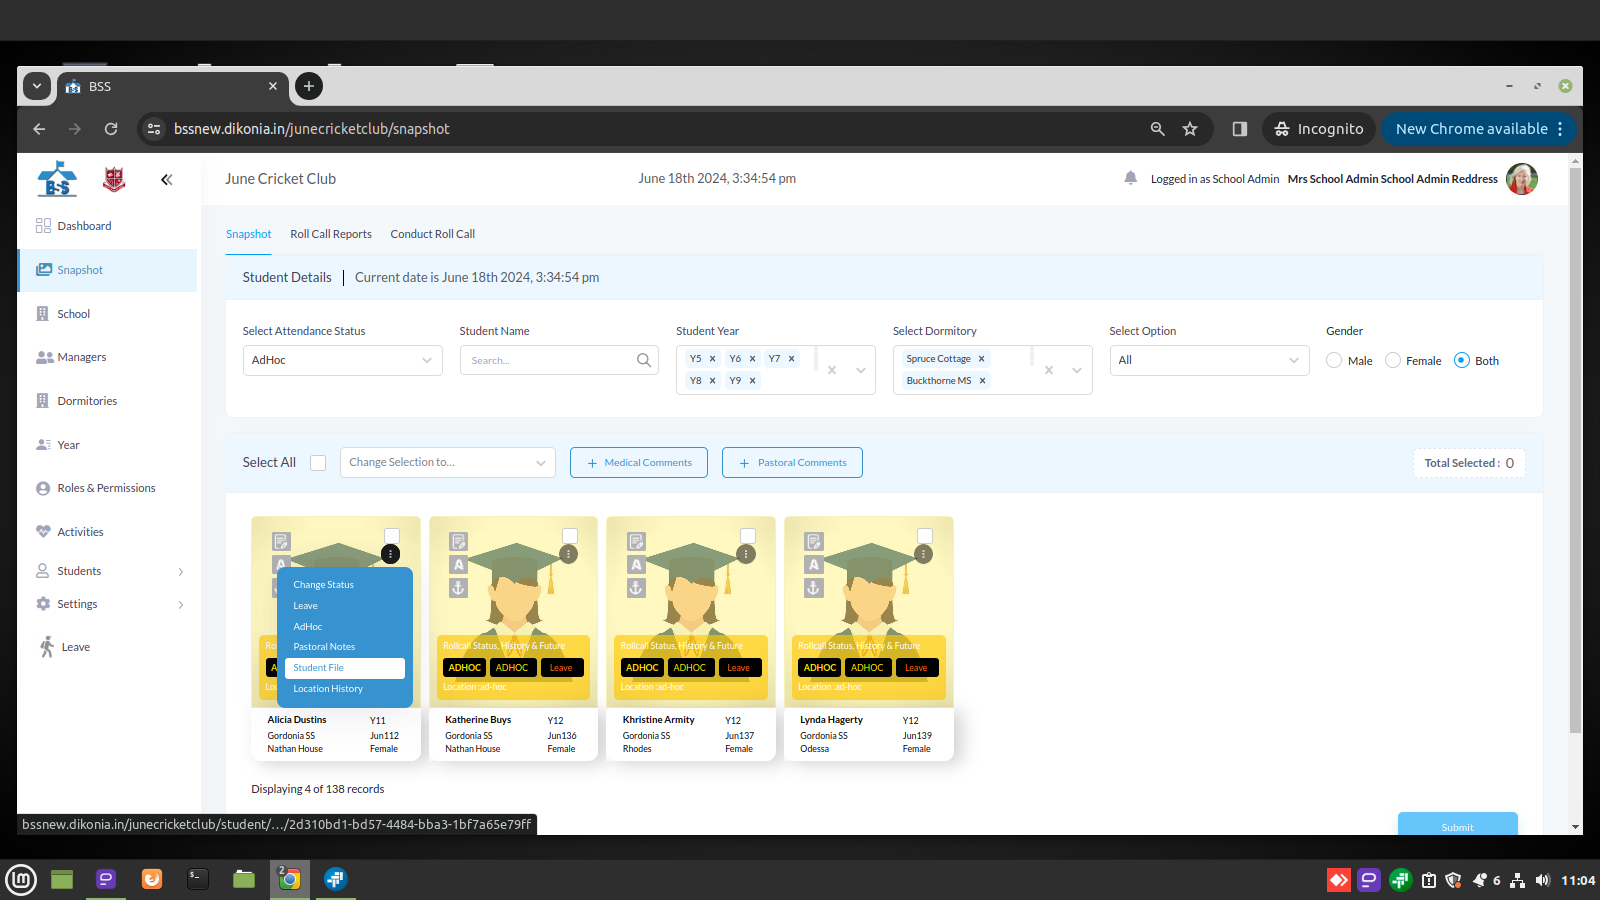 BSS
bssnew.dikonia.in/junecricketclub/snapshot
Incognito
New Chrome available
BSS
June Cricket Club
June 18th 2024, 3:34:54 pm
Logged in as School Admin Mrs School Admin School Admin Reddress
Dashboard
Snapshot
School
Managers
Dormitories
Year
Roles & Permissions
Activities
Students
Settings
Leave
Snapshot Roll Call Reports Conduct Roll Call
Student Details Current date is June 18th 2024, 3:34:54 pm
Select Attendance Status
AdHoc
Student Name
Search...
Student Year
Y5 × Y6 × Y7 ×
Y8 × Y9 ×
Select Dormitory
Spruce Cottage ×
Buckthorne MS ×
Select Option
All
Gender
Male Female Both
Select All
Change Selection to...
+ Medical Comments
+ Pastoral Comments
Total Selected : 0
A
Change Status
Leave
AdHoc
Pastoral Notes
Student File
Location History
Alicia Dustins Y11
Gordonia SS Jun112
Nathan House Female
A
Rollcall Status, History & Future
ADHOC ADHOC Leave
Location :ad-hoc
Katherine Buys Y12
Gordonia SS Jun136
Nathan House Female
A
Rollcall Status, History & Future
ADHOC ADHOC Leave
Location :ad-hoc
Khristine Armity Y12
Gordonia SS Jun137
Rhodes Female
A
Rollcall Status, History & Future
ADHOC ADHOC Leave
Location :ad-hoc
Lynda Hagerty Y12
Gordonia SS Jun139
Odessa Female
Displaying 4 of 138 records
Submit
bssnew.dikonia.in/junecricketclub/student/.../2d310bd1-bd57-4484-bba3-1bf7a65e79ff
2
6
11:04